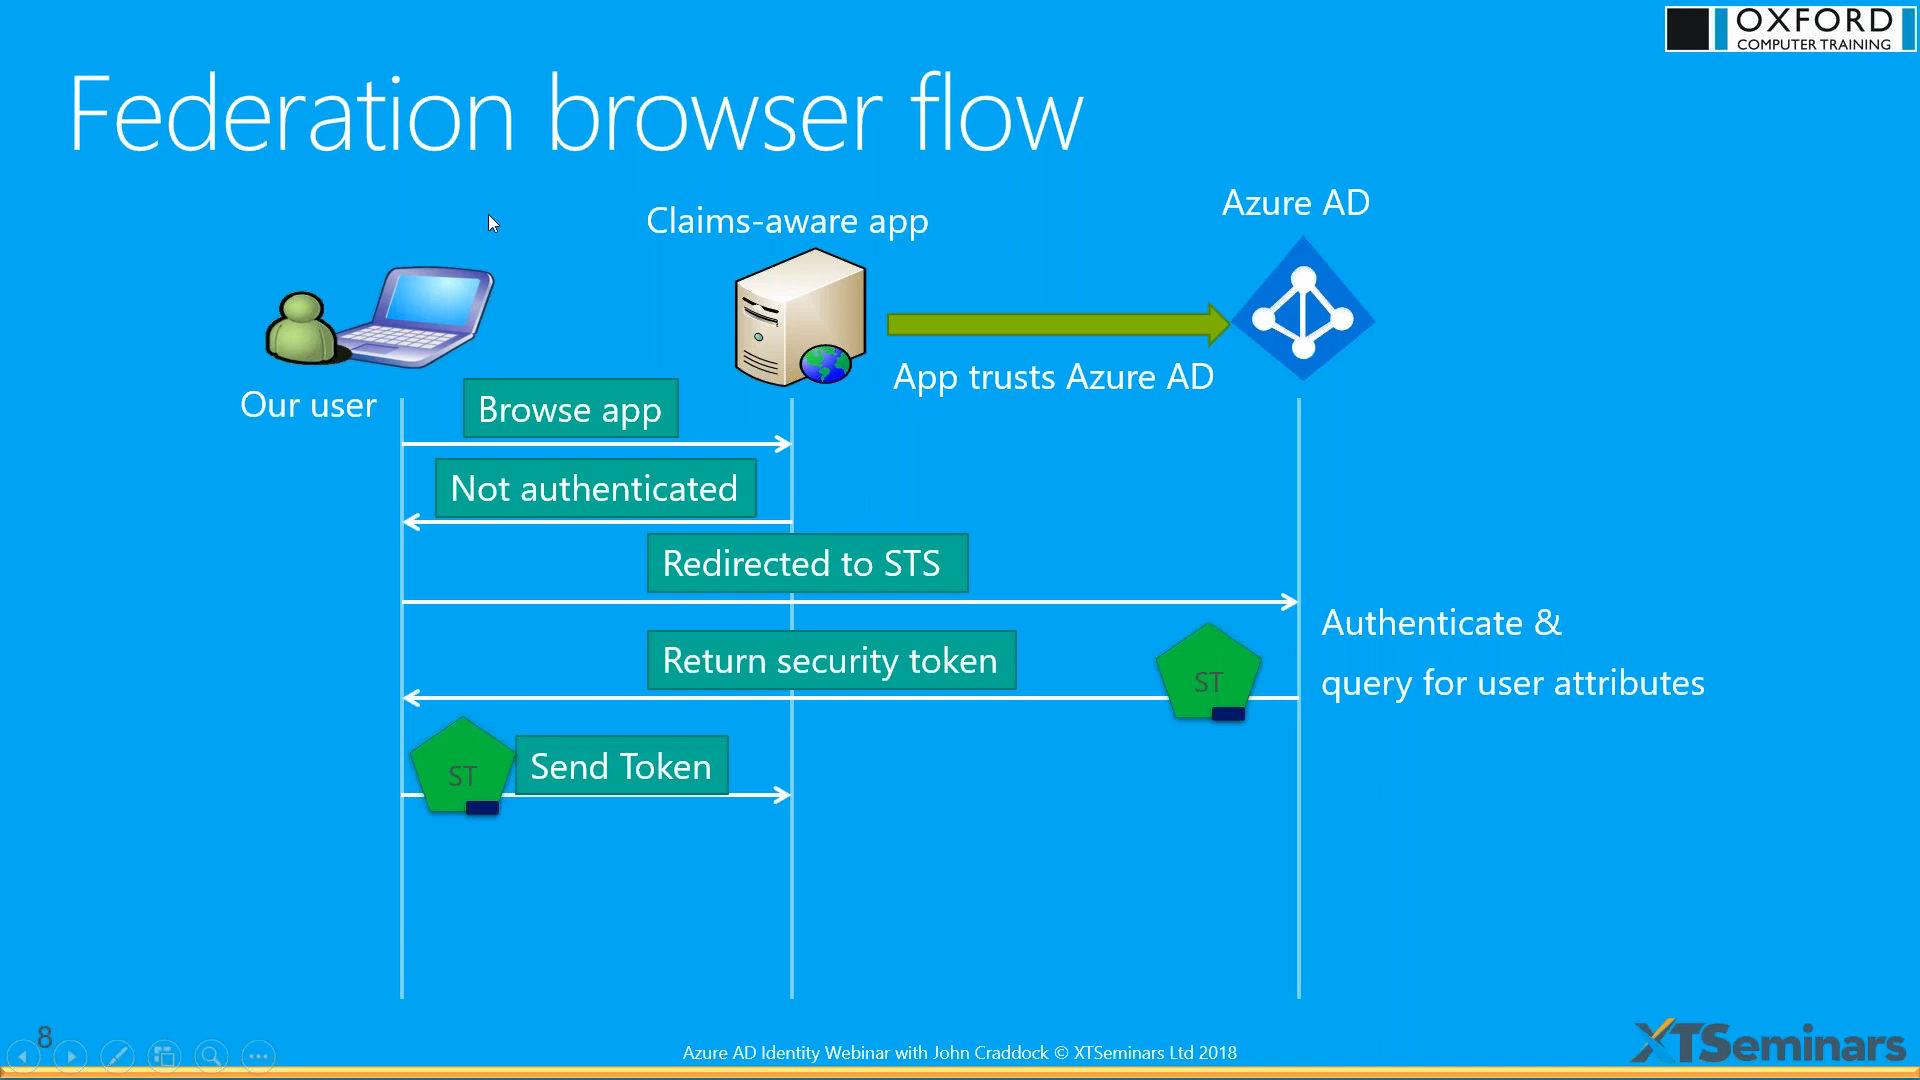 OXFORD
COMPUTER TRAINING
Federation browser flow
Azure AD
Claims-aware app
App trusts Azure AD
Our user
Browse app
Not authenticated
Redirected to STS
Authenticate &
query for user attributes
Return security token
ST
ST
Send Token
8
Azure AD Identity Webinar with John Craddock © XTSeminars Ltd 2018
XTSeminars